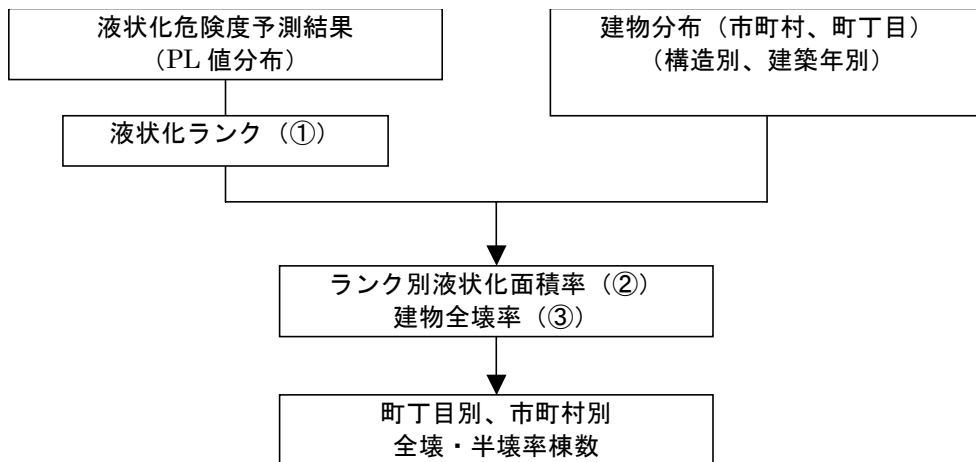 液状化危険度予測結果
（PL 値分布）
建物分布（市町村、町丁目）
（構造別、建築年別）
液状化ランク（①）
ランク別液状化面積率（②）
建物全壊率（③）
町丁目別、市町村別
全壊・半壊率棟数